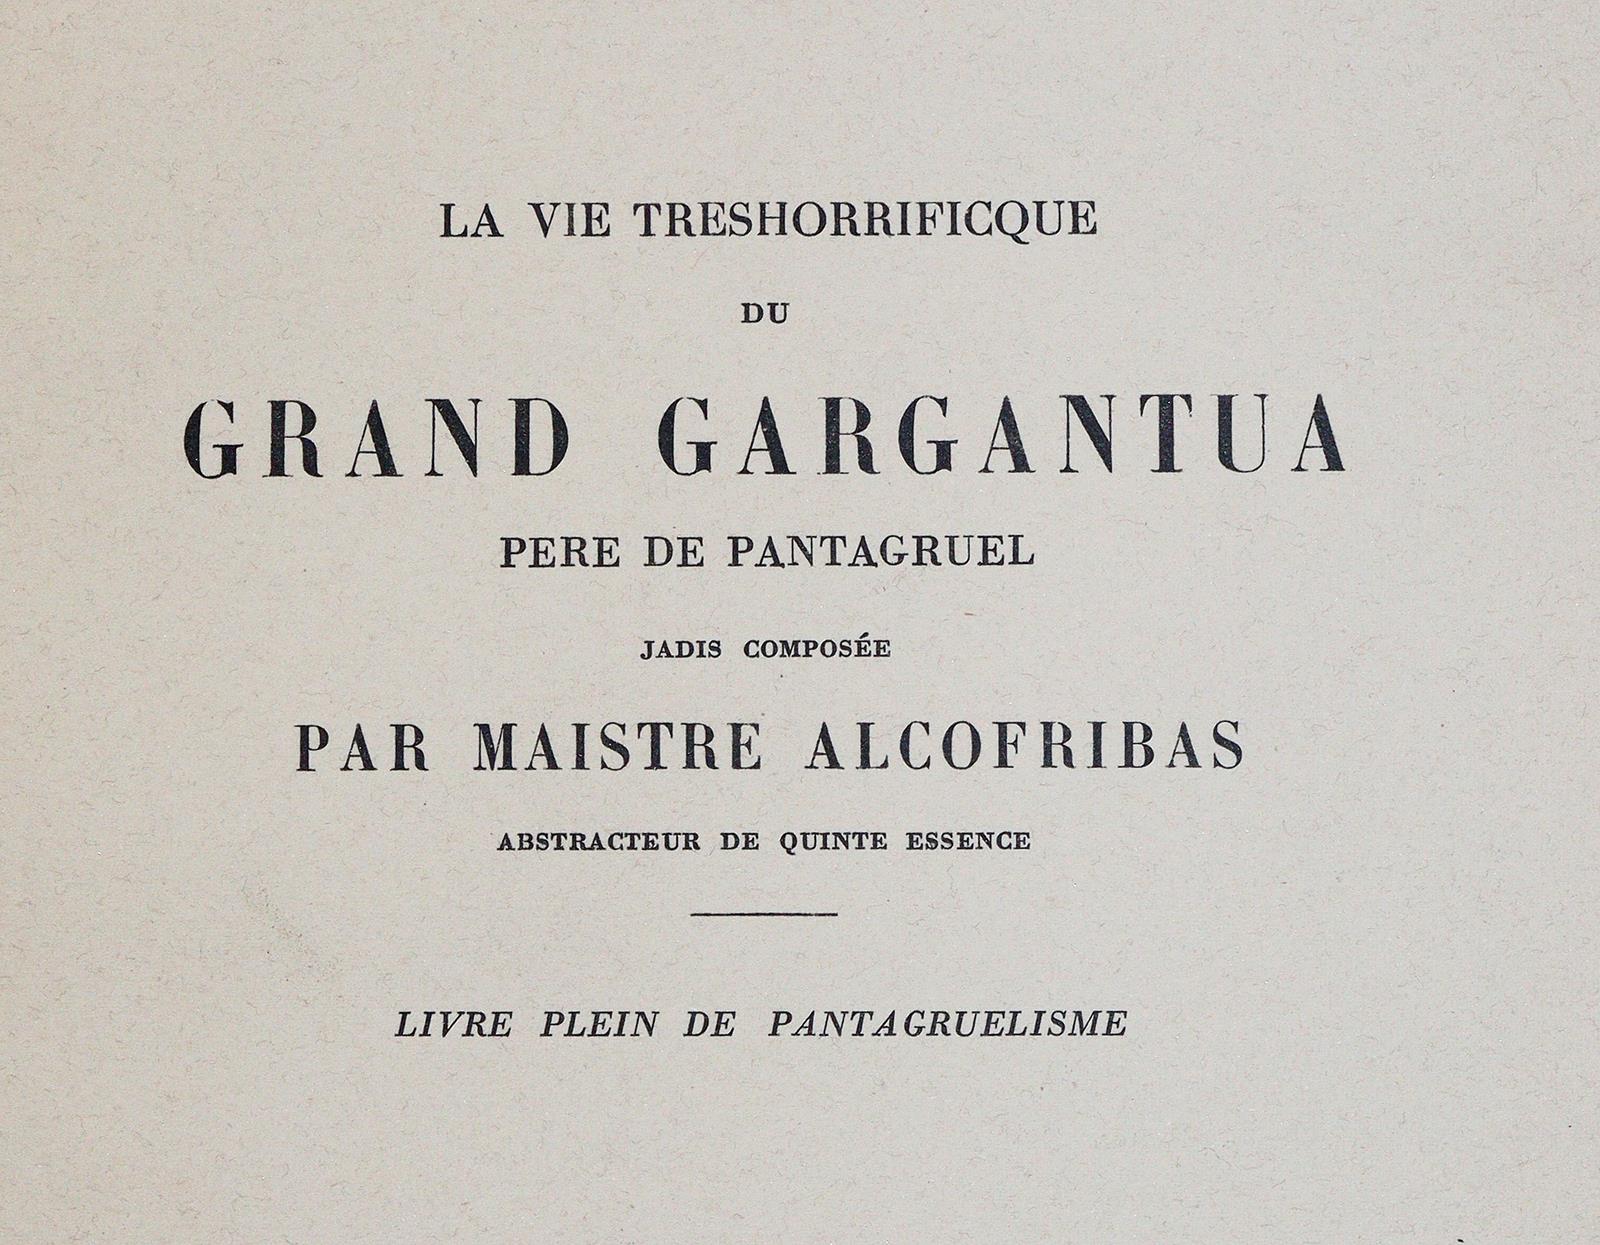 LA VIE TRESHORRIFICQUE
DU
GRAND GARGANTUA
PERE DE PANTAGRUEL
JADIS COMPOSÉE
PAR MAISTRE ALCOFRIBAS
ABSTRACTEUR DE QUINTE ESSENCE
LIVRE PLEIN DE PANTAGRUELISME